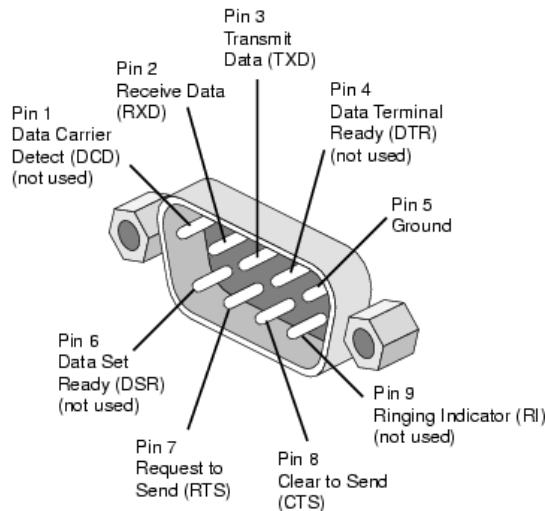 Pin 3
Transmit
Data (TXD)
Pin 2
Receive Data
(RXD)
Pin 4
Data Terminal
Ready (DTR)
(not used)
Pin 1
Data Carrier
Detect (DCD)
(not used)
Pin 5
Ground
Pin 6
Data Set
Ready (DSR)
(not used)
Pin 9
Ringing Indicator (RI)
(not used)
Pin 7
Request to
Send (RTS)
Pin 8
Clear to Send
(CTS)